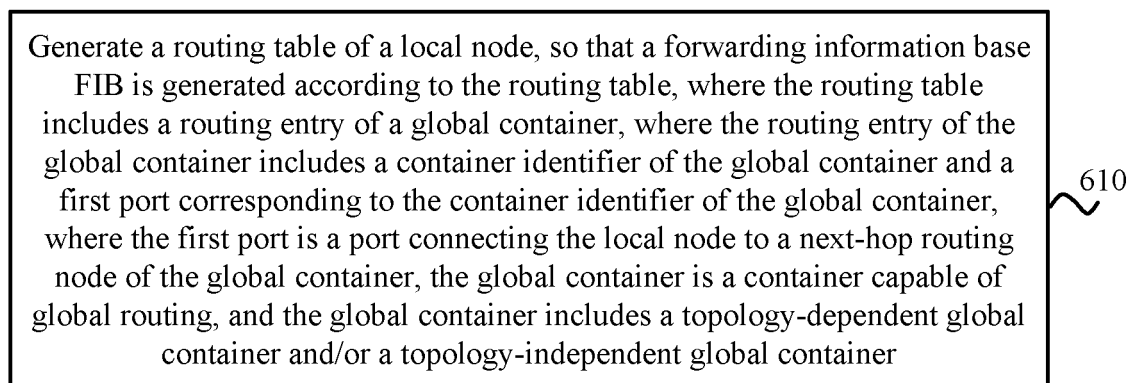 Generate a routing table of a local node, so that a forwarding information base
FIB is generated according to the routing table, where the routing table
includes a routing entry of a global container, where the routing entry of the
global container includes a container identifier of the global container and a
first port corresponding to the container identifier of the global container,
where the first port is a port connecting the local node to a next-hop routing
node of the global container, the global container is a container capable of
global routing, and the global container includes a topology-dependent global
container and/or a topology-independent global container
610